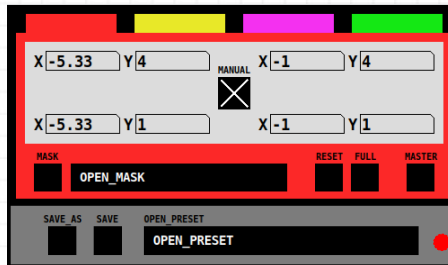 X -5.33 Y 4 X -1 Y 4
MANUAL
X -5.33 Y 1 X -1 Y 1
MASK RESET FULL MASTER
OPEN_MASK
SAVE_AS SAVE OPEN_PRESET
OPEN_PRESET